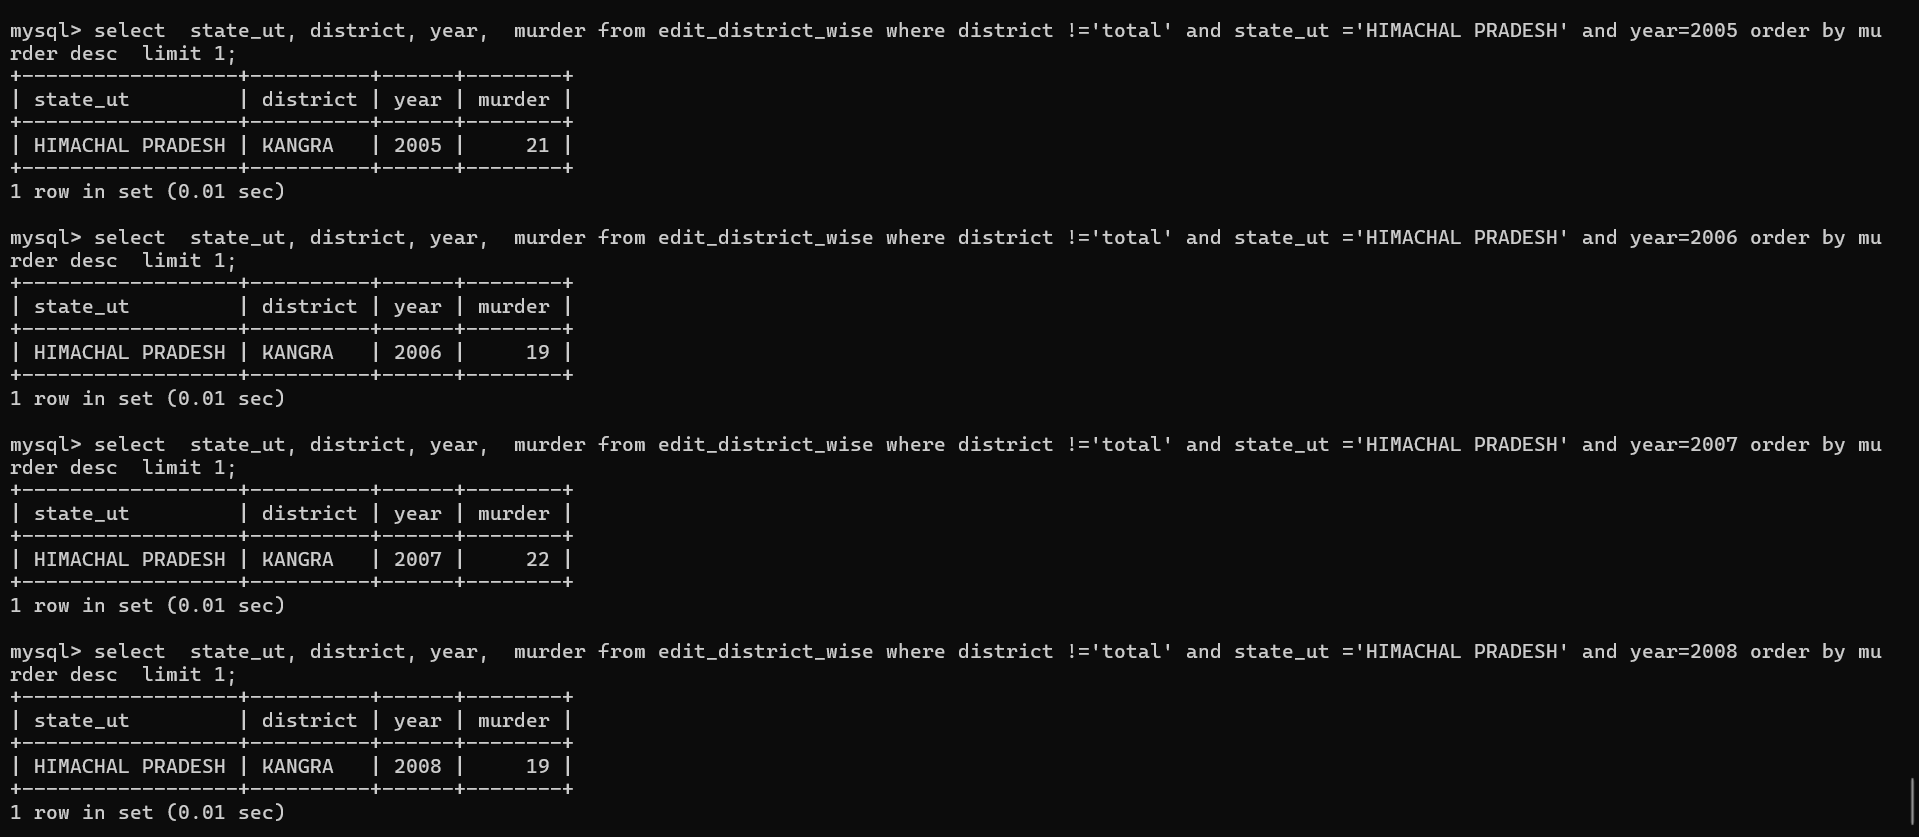 mysql> select  state_ut, district, year,  murder from edit_district_wise where district !='total' and state_ut ='HIMACHAL PRADESH' and year=2005 order by mu
rder desc  limit 1;
+------------------+----------+------+--------+
| state_ut         | district | year | murder |
+------------------+----------+------+--------+
| HIMACHAL PRADESH | KANGRA   | 2005 |     21 |
+------------------+----------+------+--------+
1 row in set (0.01 sec)

mysql> select  state_ut, district, year,  murder from edit_district_wise where district !='total' and state_ut ='HIMACHAL PRADESH' and year=2006 order by mu
rder desc  limit 1;
+------------------+----------+------+--------+
| state_ut         | district | year | murder |
+------------------+----------+------+--------+
| HIMACHAL PRADESH | KANGRA   | 2006 |     19 |
+------------------+----------+------+--------+
1 row in set (0.01 sec)

mysql> select  state_ut, district, year,  murder from edit_district_wise where district !='total' and state_ut ='HIMACHAL PRADESH' and year=2007 order by mu
rder desc  limit 1;
+------------------+----------+------+--------+
| state_ut         | district | year | murder |
+------------------+----------+------+--------+
| HIMACHAL PRADESH | KANGRA   | 2007 |     22 |
+------------------+----------+------+--------+
1 row in set (0.01 sec)

mysql> select  state_ut, district, year,  murder from edit_district_wise where district !='total' and state_ut ='HIMACHAL PRADESH' and year=2008 order by mu
rder desc  limit 1;
+------------------+----------+------+--------+
| state_ut         | district | year | murder |
+------------------+----------+------+--------+
| HIMACHAL PRADESH | KANGRA   | 2008 |     19 |
+------------------+----------+------+--------+
1 row in set (0.01 sec)